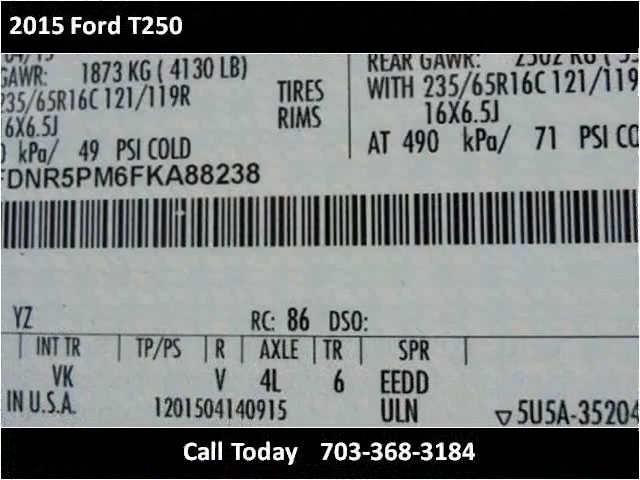 2015 Ford T250
04/15
GAWR: 1873 KG ( 4130 LB)
235/65R16C 121/119R
TIRES
16X6.5J
RIMS
kPa/ 49 PSI COLD
REAR GAWR:
WITH 235/65R16C 121/119
16X6.5J
AT 490 kPa/ 71 PSI CO
FDNR5PM6FKA88238
YZ
RC: 86 DSO:
INT TR TP/PS R AXLE TR SPR
VK V 4L 6 EEDD
IN U.S.A. 1201504140915 ULN ▽5U5A-35204
Call Today 703-368-3184